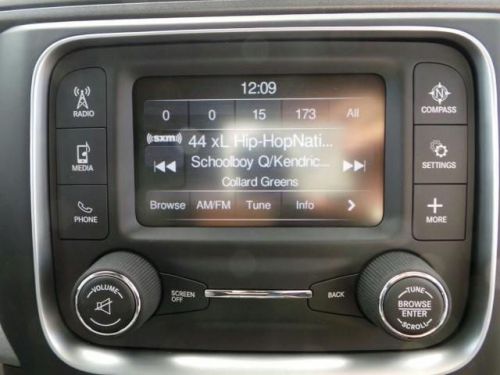 12:09
RADIO
0 0 15 173 All
COMPASS
N
((sxm)) 44 xL Hip-HopNati...
MEDIA
Schoolboy Q/Kendric...
SETTINGS
Collard Greens
PHONE
Browse AM/FM Tune Info
MORE
VOLUME
SCREEN OFF
BACK
TUNE
BROWSE
ENTER
SCROLL